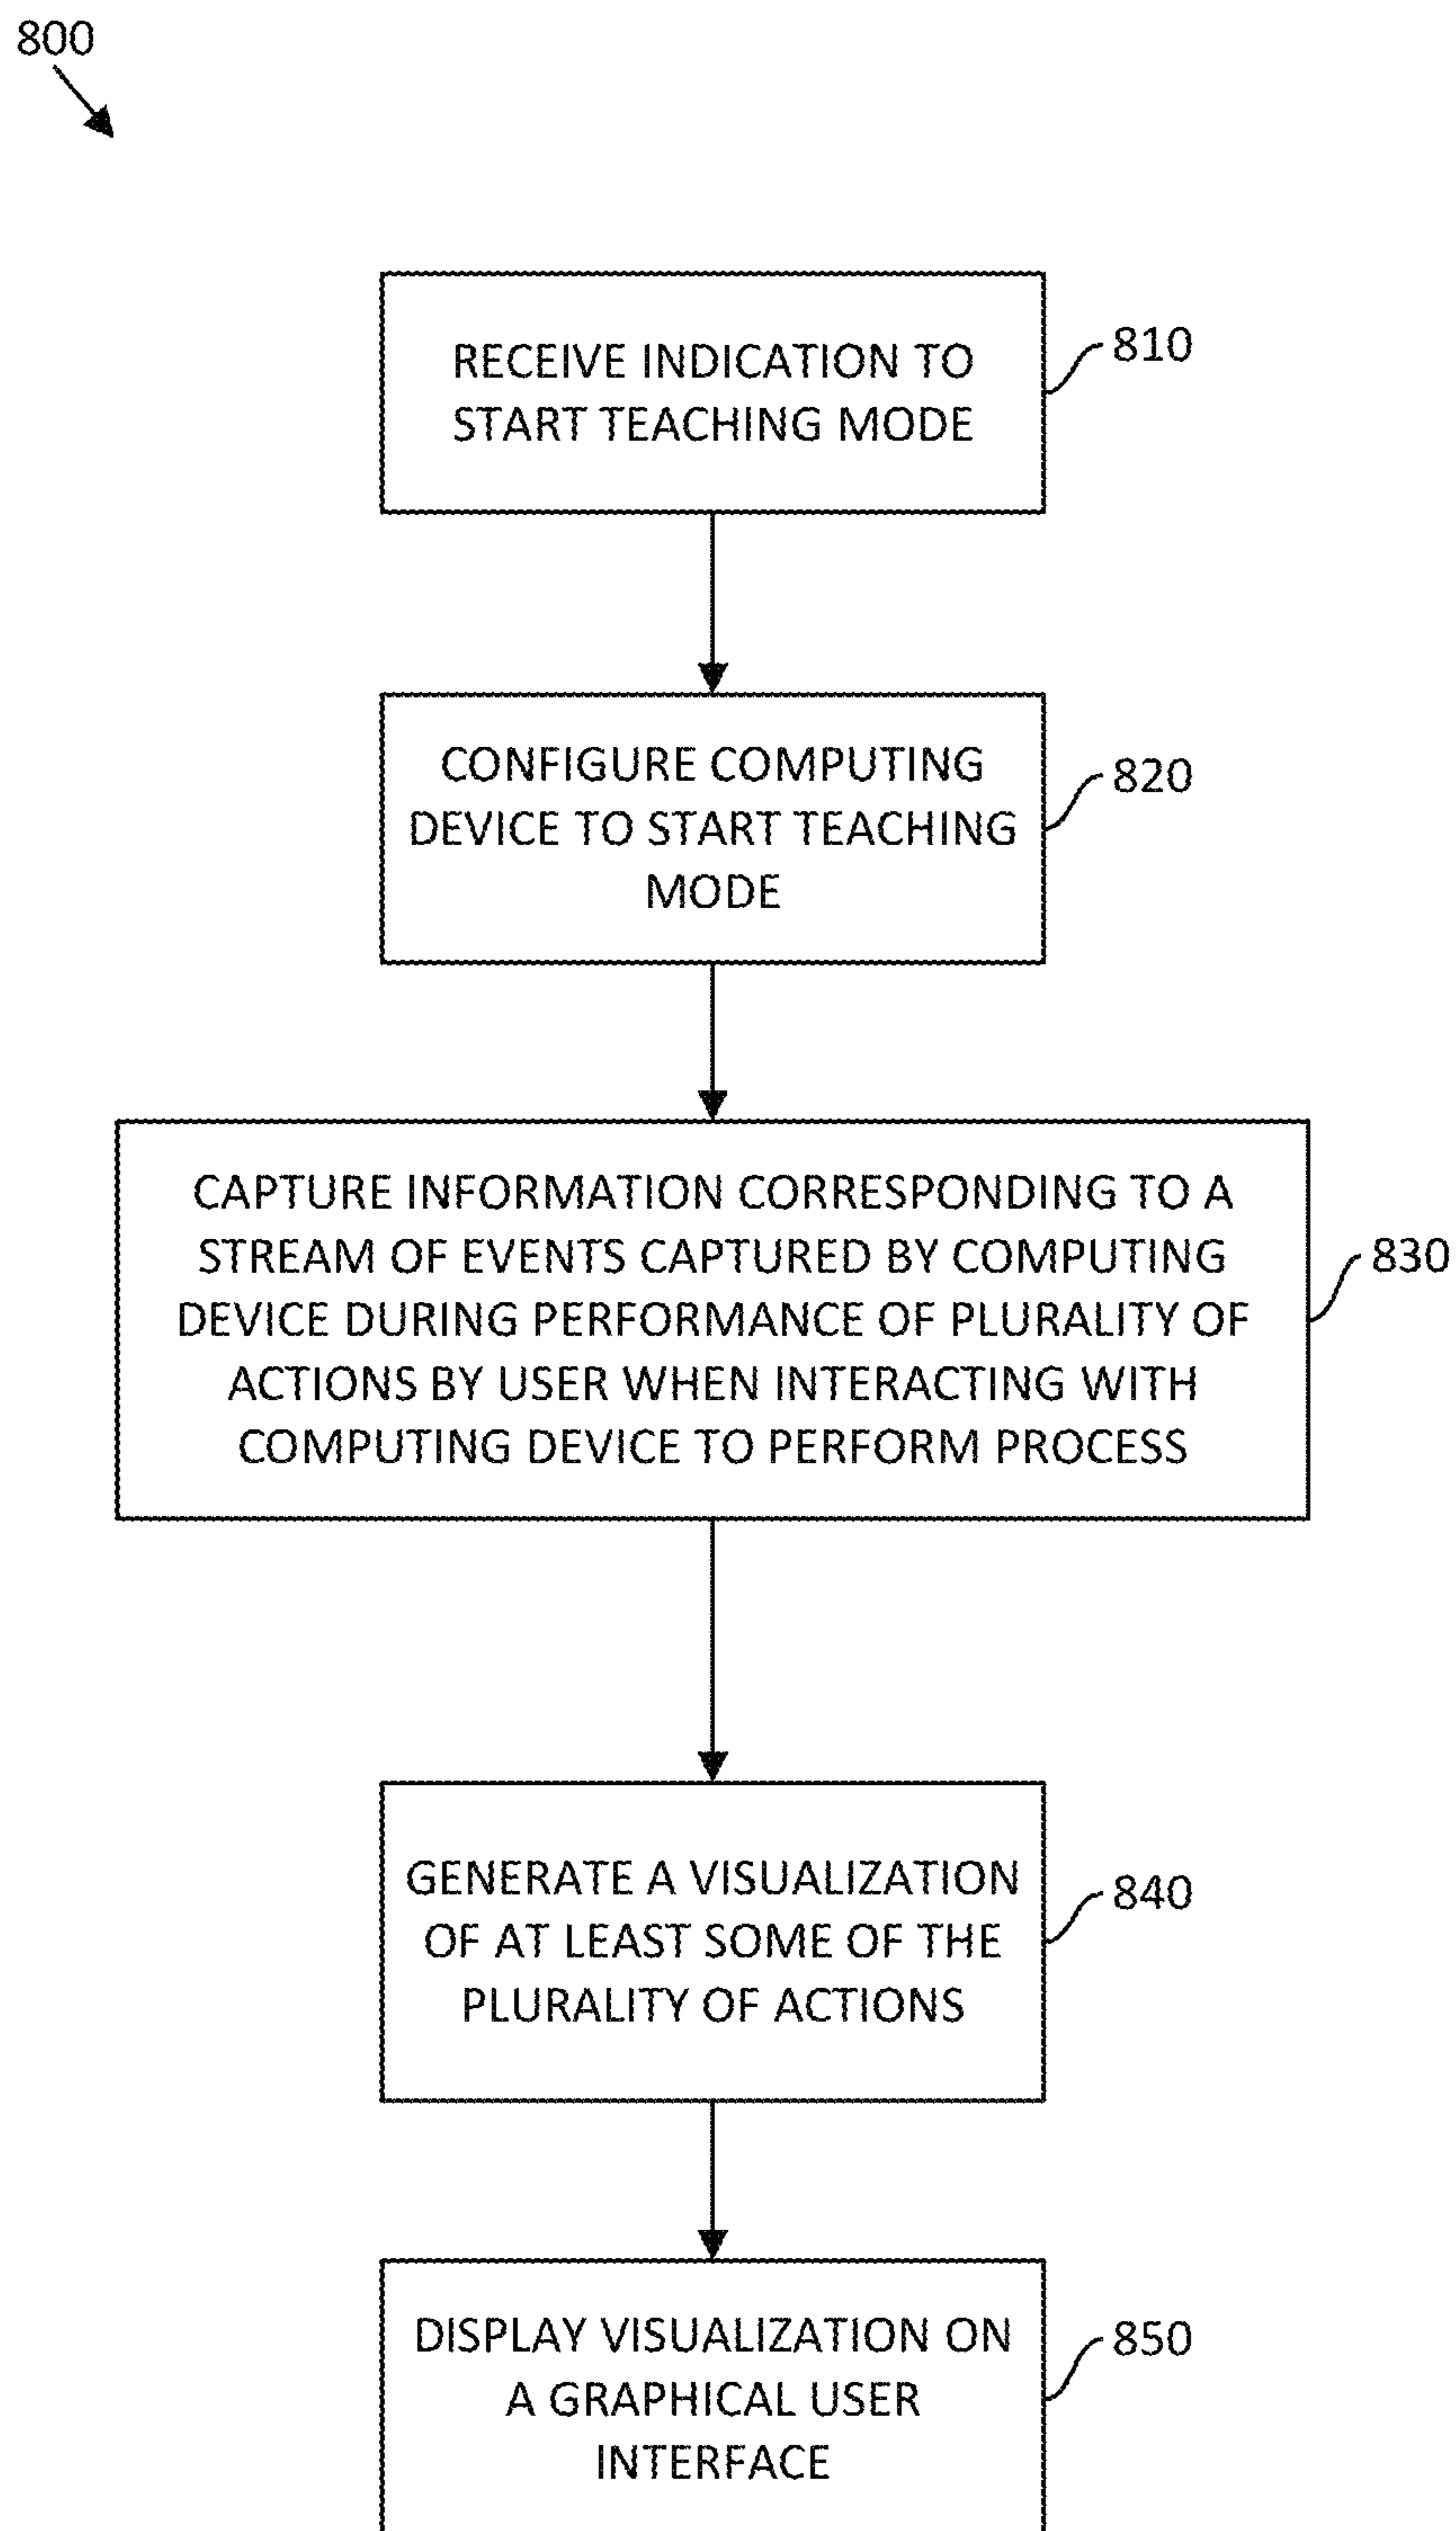 800
RECEIVE INDICATION TO
START TEACHING MODE
810
CONFIGURE COMPUTING
DEVICE TO START TEACHING
MODE
820
CAPTURE INFORMATION CORRESPONDING TO A
STREAM OF EVENTS CAPTURED BY COMPUTING
DEVICE DURING PERFORMANCE OF PLURALITY OF
ACTIONS BY USER WHEN INTERACTING WITH
COMPUTING DEVICE TO PERFORM PROCESS
830
GENERATE A VISUALIZATION
OF AT LEAST SOME OF THE
PLURALITY OF ACTIONS
840
DISPLAY VISUALIZATION ON
A GRAPHICAL USER
INTERFACE
850